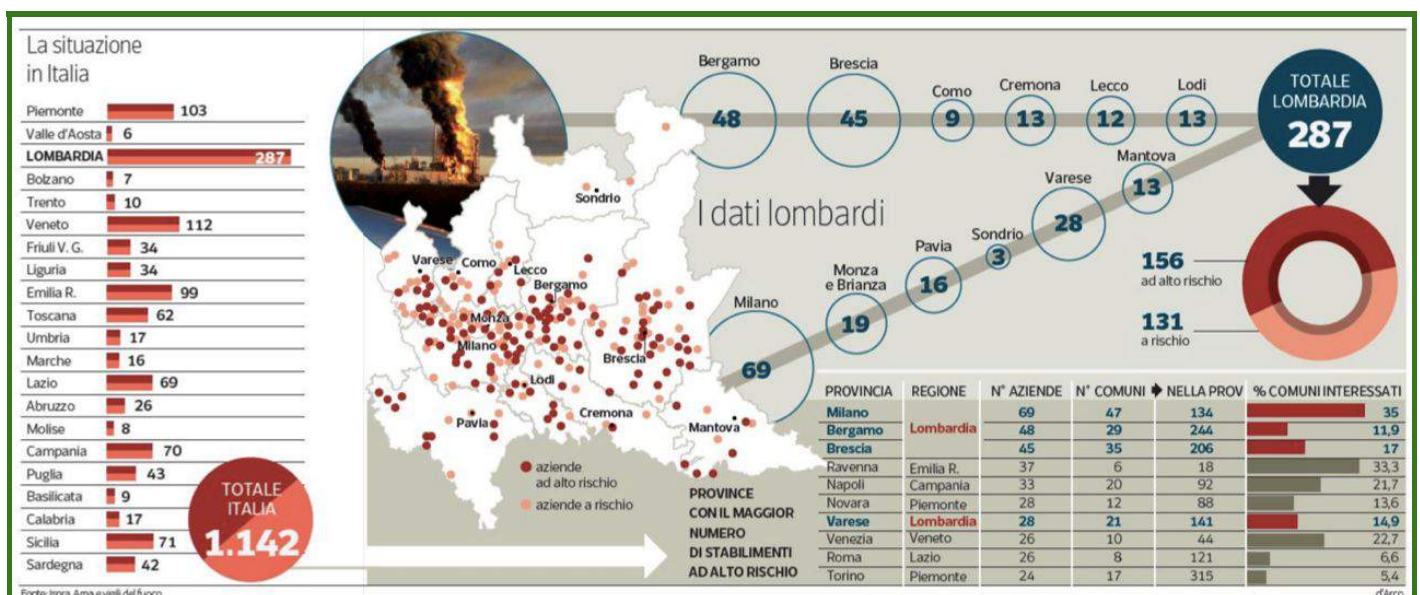 La situazione
in Italia
Piemonte 103
Valle d'Aosta 6
LOMBARDIA 287
Bolzano 7
Trento 10
Veneto 112
Friuli V. G. 34
Liguria 34
Emilia R. 99
Toscana 62
Umbria 17
Marche 16
Lazio 69
Abruzzo 26
Molise 8
Campania 70
Puglia 43
Basilicata 9
Calabria 17
Sicilia 71
Sardegna 42
TOTALE
ITALIA
1.142
Bergamo
48
Brescia
45
Como
9
Cremona
13
Lecco
12
Lodi
13
TOTALE
LOMBARDIA
287
I dati lombardi
Milano
69
Monza
e Brianza
19
Pavia
16
Sondrio
3
Varese
28
Mantova
13
156
ad alto rischio
131
a rischio
Sondrio
Varese
Como
Lecco
Bergamo
Monza
Milano
Brescia
Lodi
Cremona
Pavia
Mantova
aziende
ad alto rischio
aziende a rischio
PROVINCE
CON IL MAGGIOR
NUMERO
DI STABILIMENTI
AD ALTO RISCHIO
PROVINCIA REGIONE N° AZIENDE N° COMUNI NELLA PROV % COMUNI INTERESSATI
Milano 69 47 134 35
Bergamo Lombardia 48 29 244 11,9
Brescia 45 35 206 17
Ravenna Emilia R. 37 6 18 33,3
Napoli Campania 33 20 92 21,7
Novara Piemonte 28 12 88 13,6
Varese Lombardia 28 21 141 14,9
Venezia Veneto 26 10 44 22,7
Roma Lazio 26 8 121 6,6
Torino Piemonte 24 17 315 5,4
Fonte: Ispra, Arpa e vigili del fuoco
d'Arco